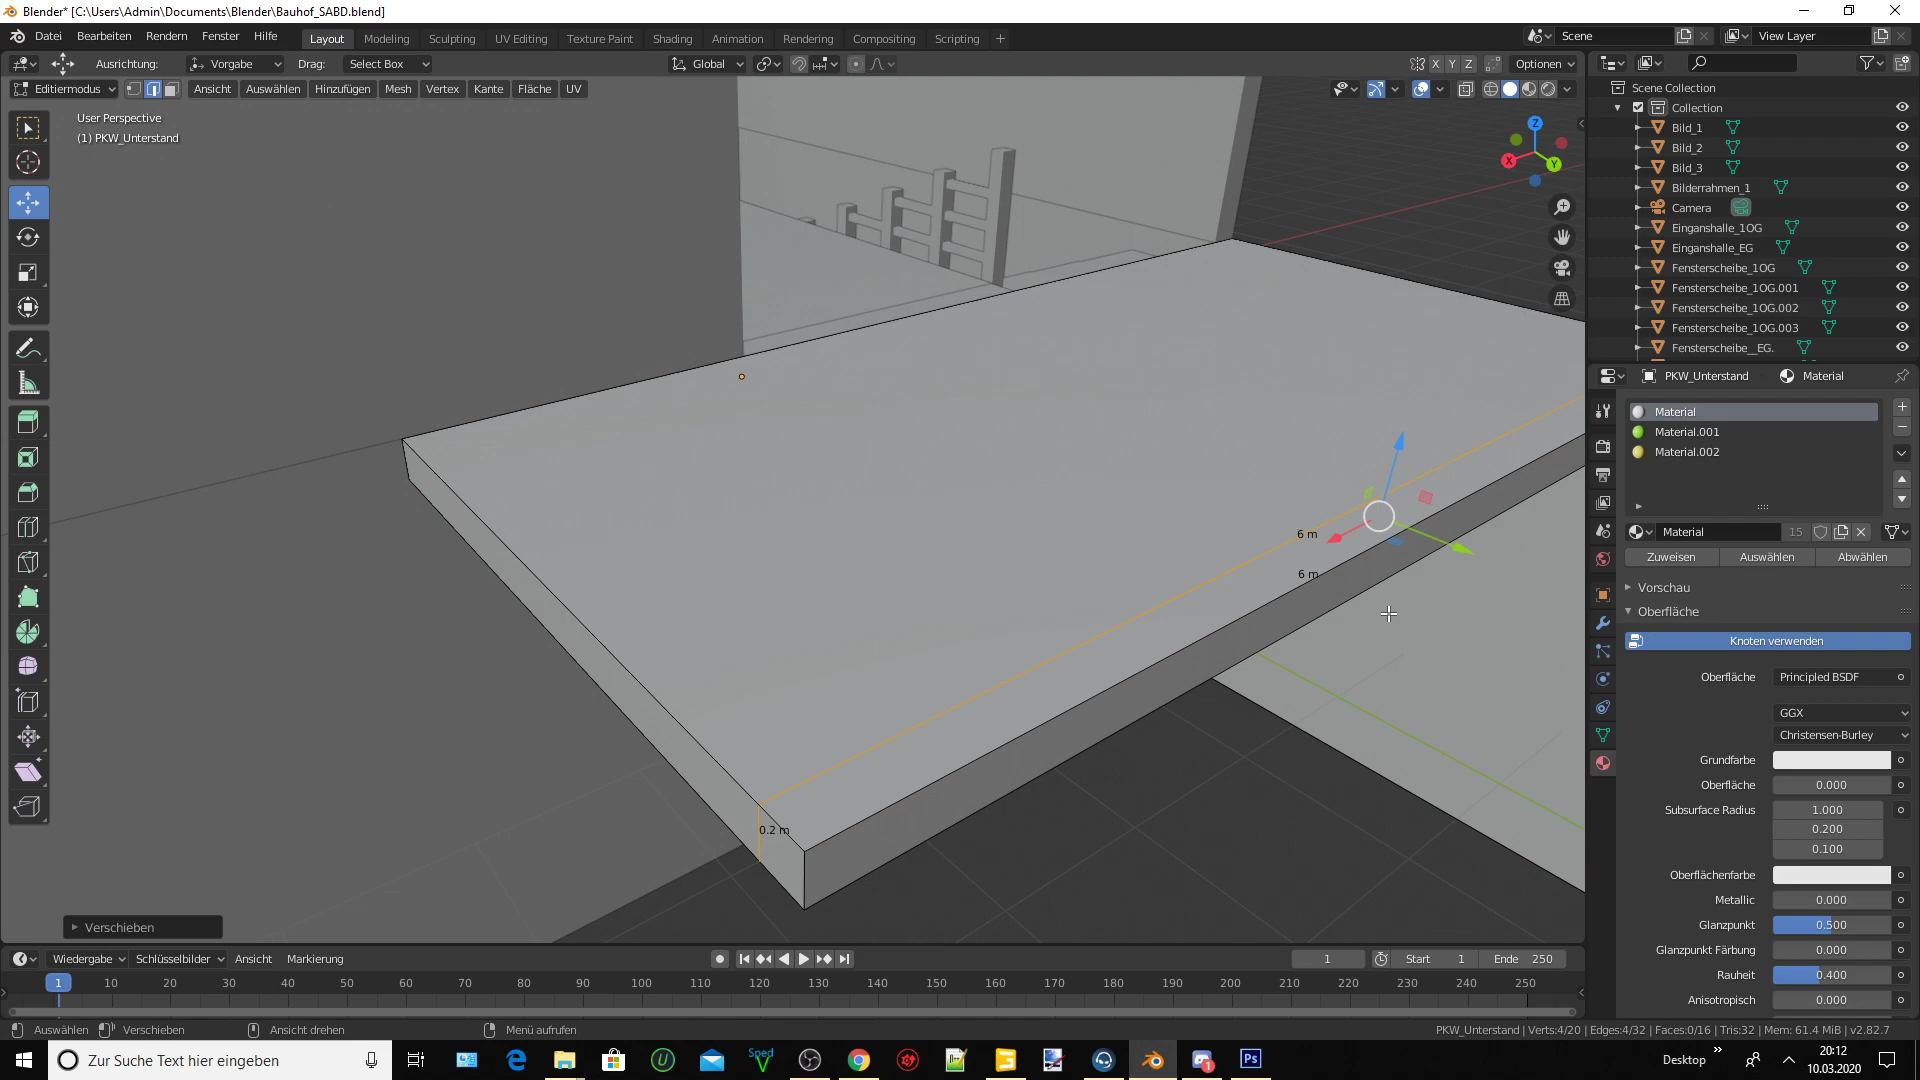 Blender* [C:\Users\Admin\Documents\Blender\Bauhof_SABD.blend]
Datei Bearbeiten Rendern Fenster Hilfe Layout Modeling Sculpting UV Editing Texture Paint Shading Animation Rendering Compositing Scripting + Scene View Layer
Ausrichtung: Vorgabe Drag: Select Box Global X Y Z Optionen
Editiermodus Ansicht Auswählen Hinzufügen Mesh Vertex Kante Fläche UV
User Perspective
(1) PKW_Unterstand
Z
X
Y
6 m
6 m
0.2 m
Verschieben
Scene Collection
Collection
Bild_1
Bild_2
Bild_3
Bilderrahmen_1
Camera
Einganshalle_1OG
Einganshalle_EG
Fensterscheibe_1OG
Fensterscheibe_1OG.001
Fensterscheibe_1OG.002
Fensterscheibe_1OG.003
Fensterscheibe__EG.
PKW_Unterstand Material
Material
Material.001
Material.002
Material 15
Zuweisen Auswählen Abwählen
Vorschau
Oberfläche
Knoten verwenden
Oberfläche Principled BSDF
GGX
Christensen-Burley
Grundfarbe
Oberfläche 0.000
Subsurface Radius 1.000
0.200
0.100
Oberflächenfarbe
Metallic 0.000
Glanzpunkt 0.500
Glanzpunkt Färbung 0.000
Rauheit 0.400
Anisotropisch 0.000
Wiedergabe Schlüsselbilder Ansicht Markierung 1 Start 1 Ende 250
1 10 20 30 40 50 60 70 80 90 100 110 120 130 140 150 160 170 180 190 200 210 220 230 240 250
Auswählen Verschieben Ansicht drehen Menü aufrufen PKW_Unterstand | Verts:4/20 | Edges:4/32 | Faces:0/16 | Tris:32 | Mem: 61.4 MiB | v2.82.7
Zur Suche Text hier eingeben Sped V Ps 1 Desktop » 20:12
10.03.2020